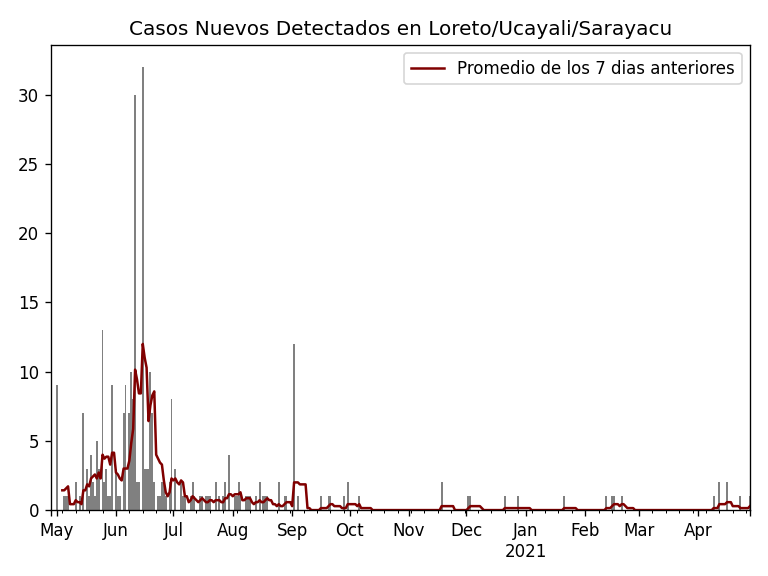 Casos Nuevos Detectados en Loreto/Ucayali/Sarayacu
Promedio de los 7 dias anteriores
30
25
20
15
10
5
0
May Jun Jul Aug Sep Oct Nov Dec Jan Feb Mar Apr
2021